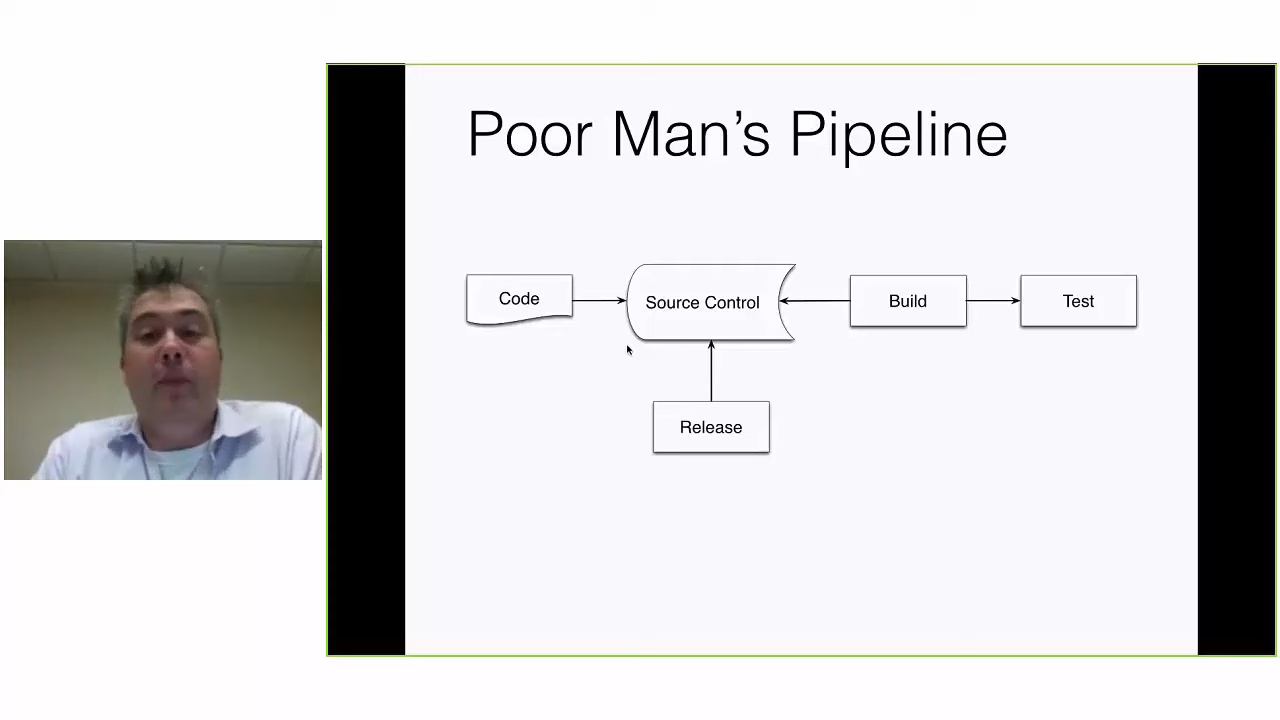 Poor Man's Pipeline
Code
Source Control
Build
Test
Release